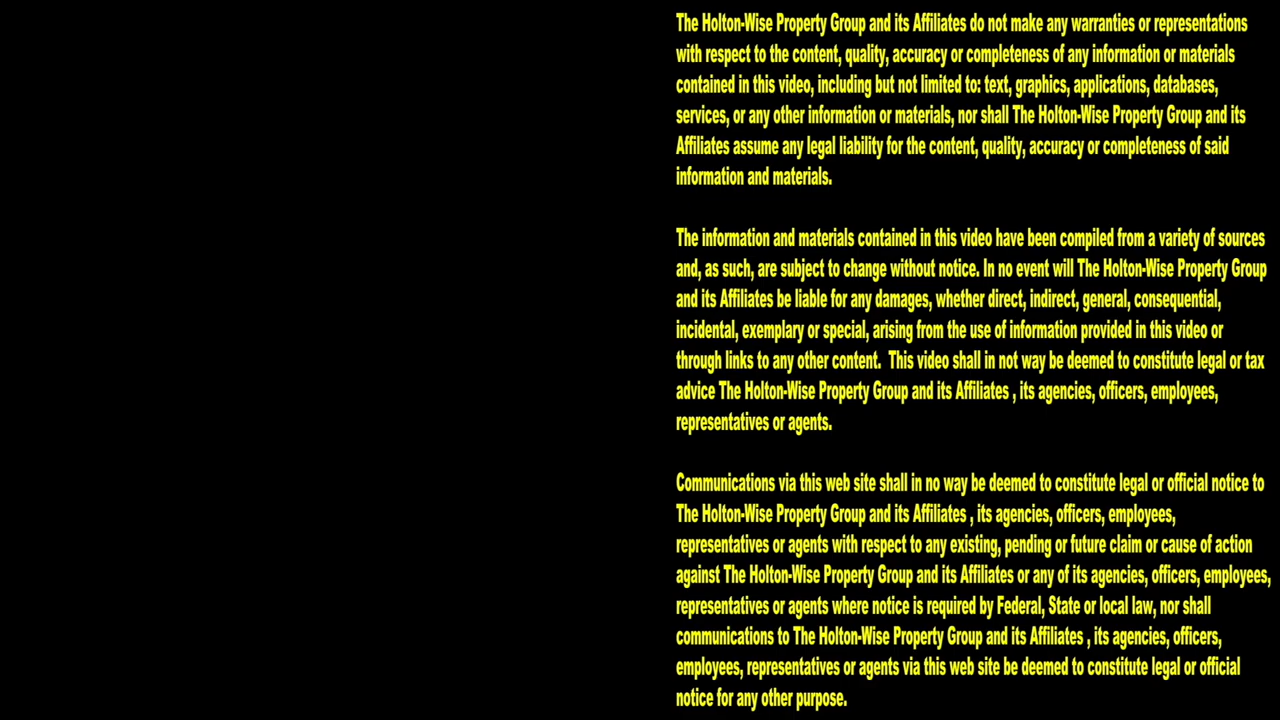 The Holton-Wise Property Group and its Affiliates do not make any warranties or representations
with respect to the content, quality, accuracy or completeness of any information or materials
contained in this video, including but not limited to: text, graphics, applications, databases,
services, or any other information or materials, nor shall The Holton-Wise Property Group and its
Affiliates assume any legal liability for the content, quality, accuracy or completeness of said
information and materials.
The information and materials contained in this video have been compiled from a variety of sources
and, as such, are subject to change without notice. In no event will The Holton-Wise Property Group
and its Affiliates be liable for any damages, whether direct, indirect, general, consequential,
incidental, exemplary or special, arising from the use of information provided in this video or
through links to any other content.  This video shall in not way be deemed to constitute legal or tax
advice The Holton-Wise Property Group and its Affiliates , its agencies, officers, employees,
representatives or agents.
Communications via this web site shall in no way be deemed to constitute legal or official notice to
The Holton-Wise Property Group and its Affiliates , its agencies, officers, employees,
representatives or agents with respect to any existing, pending or future claim or cause of action
against The Holton-Wise Property Group and its Affiliates or any of its agencies, officers, employees,
representatives or agents where notice is required by Federal, State or local law, nor shall
communications to The Holton-Wise Property Group and its Affiliates , its agencies, officers,
employees, representatives or agents via this web site be deemed to constitute legal or official
notice for any other purpose.